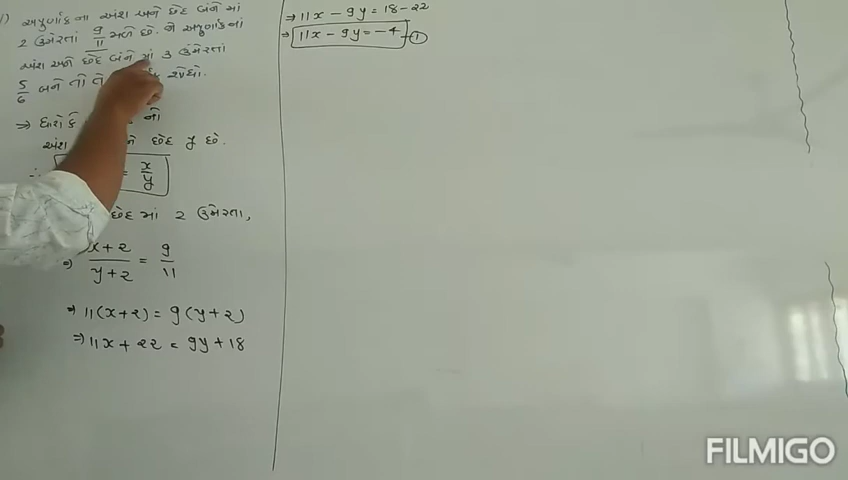 1) અપૂર્ણાંકના અંશ અને છેદ બંને માં
2 ઉમેરતાં 9/11 મળે છે. જો અપૂર્ણાંકનાં
અંશ અને છેદ બંને માં 3 ઉમેરતાં
5/6 બને તો તે શોધો.
⇒ ધારો કે નો
અંશ છેદ y છે.
∴ = x/y
છેદ માં 2 ઉમેરતા,
⇒ x+2/y+2 = 9/11
⇒ 11(x+2) = 9(y+2)
⇒ 11x + 22 = 9y + 18
⇒ 11x - 9y = 18 - 22
⇒ 11x - 9y = -4 —①
FILMIGO